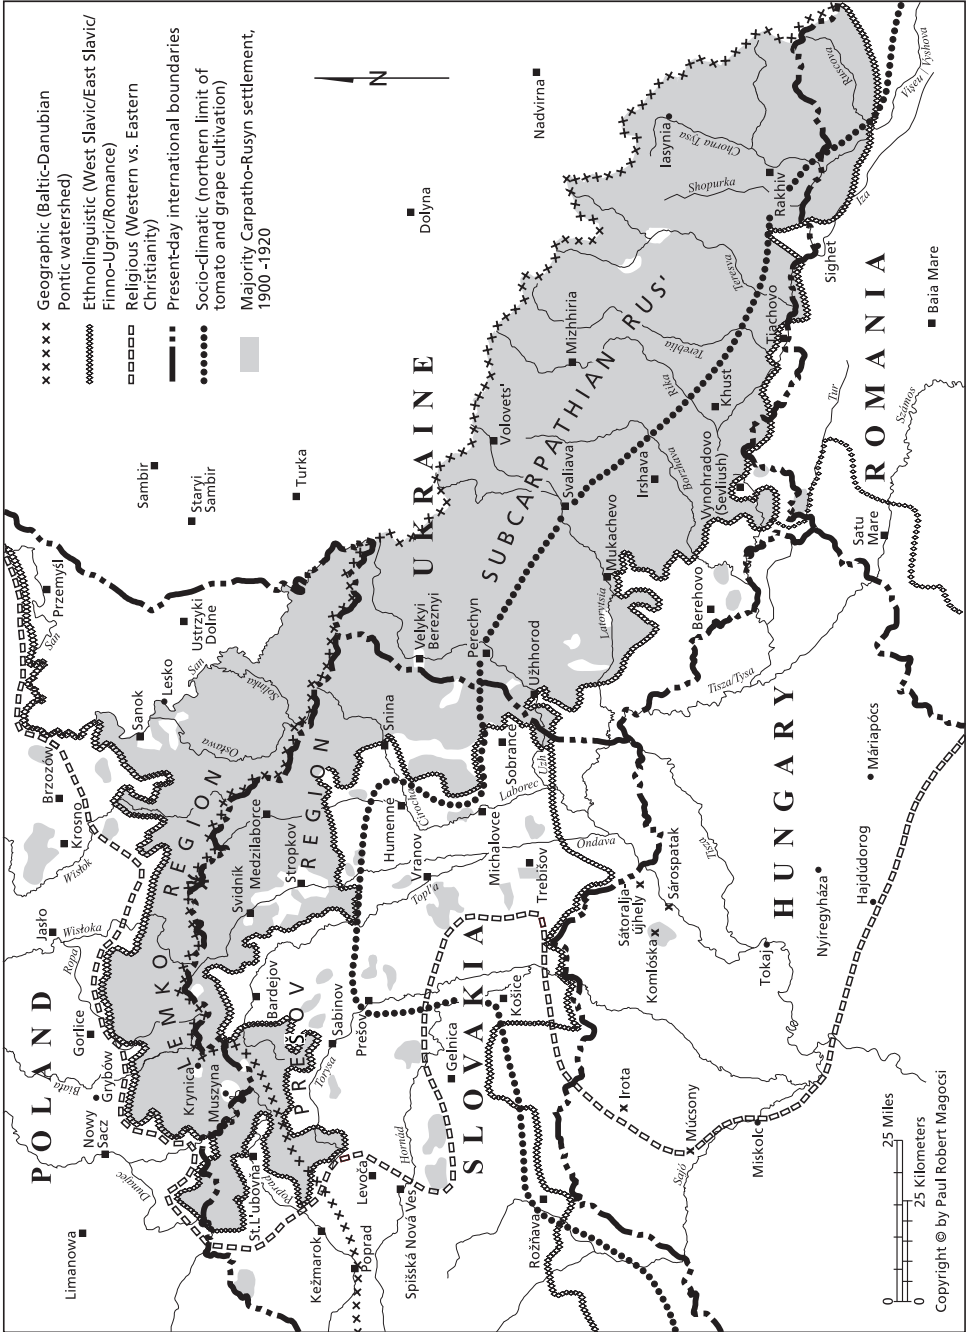 ×××× Geographic (Baltic-Danubian
Pontic watershed)
Ethnolinguistic (West Slavic/East Slavic/
Finno-Ugric/Romance)
Religious (Western vs. Eastern
Christianity)
Present-day international boundaries
Socio-climatic (northern limit of
tomato and grape cultivation)
Majority Carpatho-Rusyn settlement,
1900 -1920
N
POLAND
UKRAINE
SLOVAKIA
HUNGARY
ROMANIA
LEMKO REGION
PREŠOV REGION
SUBCARPATHIAN RUS'
Limanowa
Nowy
Sacz
Grybów
Gorlice
Jasło
Krosno
Brzozów
Przemyśl
Sanok
Lesko
Ustrzyki
Dolne
Staryi
Sambir
Sambir
Turka
Dolyna
Nadvirna
Dunajec
Biała
Ropa
Wisłoka
Wisłok
San
San
Osława
Solinka
Krynica
Muszyna
St.L'ubovňa
Poprad
Kežmarok
Poprad
Levoča
Spišská Nová Ves
Hornád
Torysa
Bardejov
Sabinov
Prešov
Gelnica
Košice
Rožňava
Svidník
Medzilaborce
Stropkov
Humenné
Snina
Cirocha
Vranov
Topl'a
Michalovce
Laborec
Sobrance
Uzh
Trebišov
Ondava
Velykyi
Bereznyi
Perechyn
Užhhorod
Volovets'
Svaliava
Mizhhiria
Mukachevo
Latorytsia
Irshava
Borzhava
Rika
Khust
Tereblia
Teresva
Tiachovo
Vynohradovo
(Sevliush)
Berehovo
Iasynia
Chorna Tysa
Shopurka
Rakhiv
Ruscova
Vișeu / Vyshova
Iza
Sighet
Baia Mare
Tur
Számos
Satu
Mare
Tisza/Tysa
Tisza
Sátoralja-
újhely
Sárospatak
Komloska
Tokaj
Máriapócs
Nyíregyháza
Hajdúdorog
Irota
Múcsony
Miskolc
Sajó
0 25 Miles
0 25 Kilometers
Copyright © by Paul Robert Magocsi